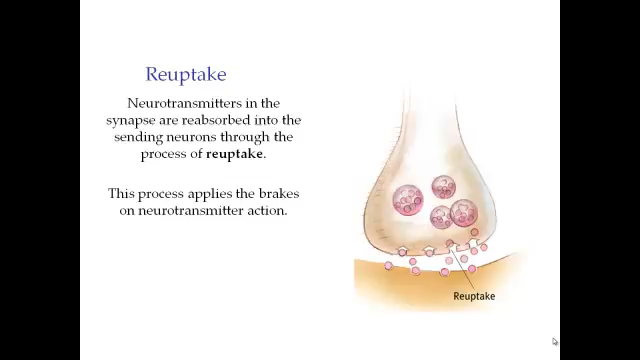 Reuptake
Neurotransmitters in the
synapse are reabsorbed into the
sending neurons through the
process of reuptake.
This process applies the brakes
on neurotransmitter action.
Reuptake